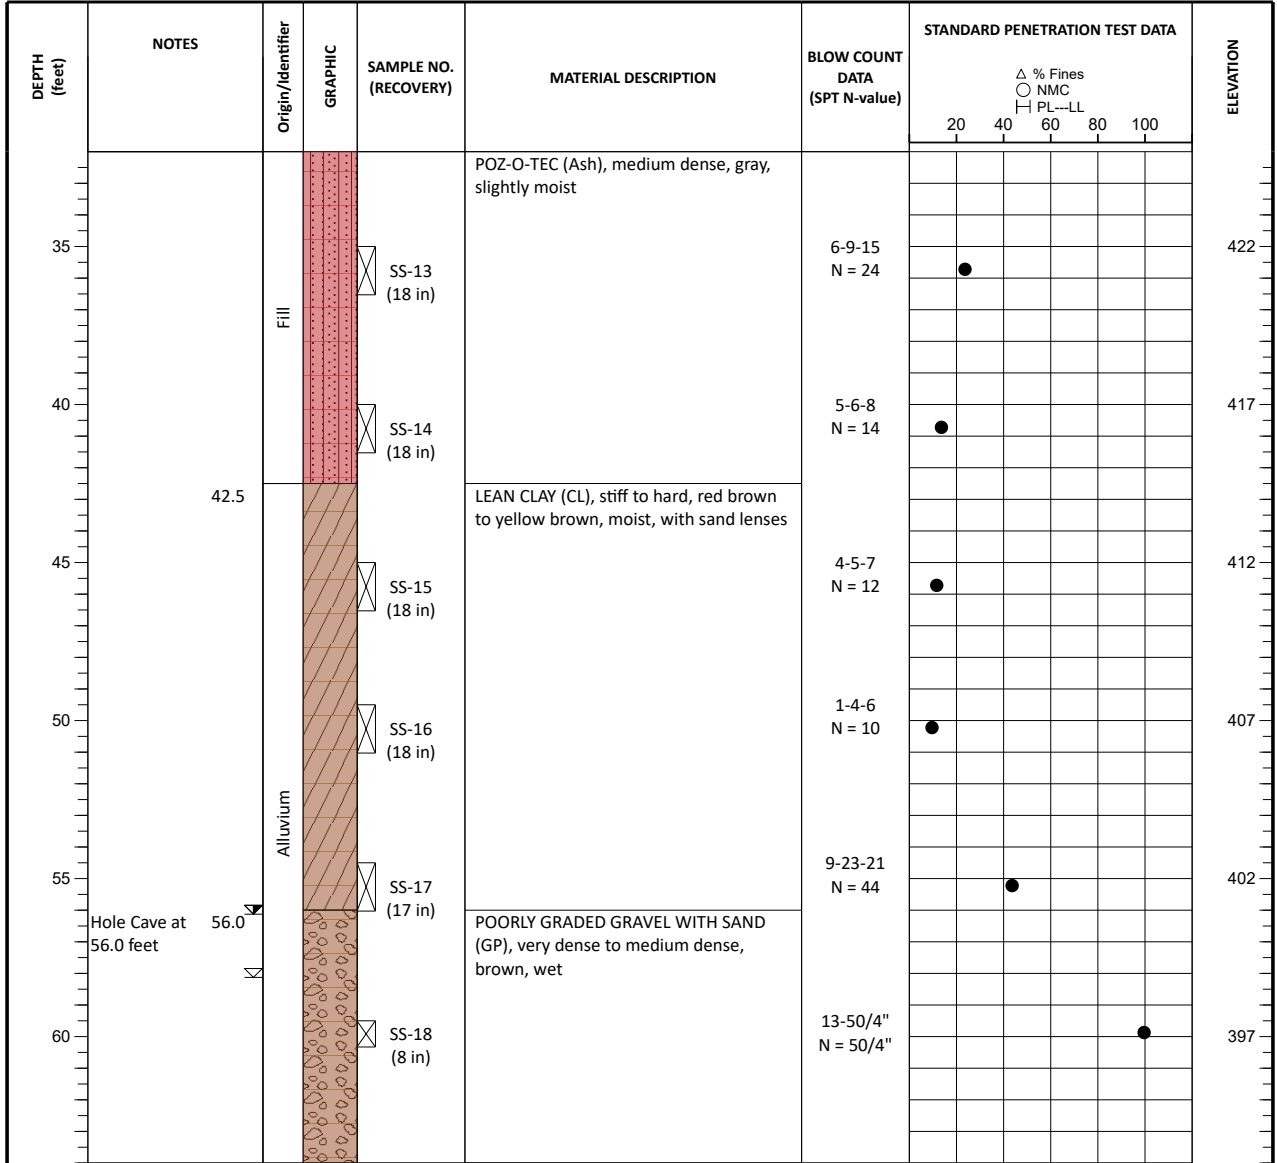 DEPTH
(feet)
NOTES
Origin/Identifier
GRAPHIC
SAMPLE NO.
(RECOVERY)
MATERIAL DESCRIPTION
BLOW COUNT
DATA
(SPT N-value)
STANDARD PENETRATION TEST DATA
% Fines
NMC
PL---LL
20 40 60 80 100
ELEVATION
POZ-O-TEC (Ash), medium dense, gray,
slightly moist
35
SS-13
(18 in)
6-9-15
N = 24
422
Fill
40
SS-14
(18 in)
5-6-8
N = 14
417
42.5
LEAN CLAY (CL), stiff to hard, red brown
to yellow brown, moist, with sand lenses
45
SS-15
(18 in)
4-5-7
N = 12
412
50
SS-16
(18 in)
1-4-6
N = 10
407
Alluvium
55
SS-17
(17 in)
9-23-21
N = 44
402
Hole Cave at
56.0 feet
56.0
POORLY GRADED GRAVEL WITH SAND
(GP), very dense to medium dense,
brown, wet
60
SS-18
(8 in)
13-50/4"
N = 50/4"
397